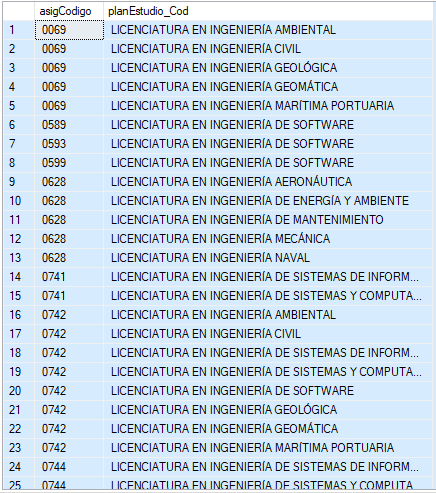 asigCodigo planEstudio_Cod
1 0069 LICENCIATURA EN INGENIERÍA AMBIENTAL
2 0069 LICENCIATURA EN INGENIERÍA CIVIL
3 0069 LICENCIATURA EN INGENIERÍA GEOLÓGICA
4 0069 LICENCIATURA EN INGENIERÍA GEOMÁTICA
5 0069 LICENCIATURA EN INGENIERÍA MARÍTIMA PORTUARIA
6 0589 LICENCIATURA EN INGENIERÍA DE SOFTWARE
7 0593 LICENCIATURA EN INGENIERÍA DE SOFTWARE
8 0599 LICENCIATURA EN INGENIERÍA DE SOFTWARE
9 0628 LICENCIATURA EN INGENIERÍA AERONÁUTICA
10 0628 LICENCIATURA EN INGENIERÍA DE ENERGÍA Y AMBIENTE
11 0628 LICENCIATURA EN INGENIERÍA DE MANTENIMIENTO
12 0628 LICENCIATURA EN INGENIERÍA MECÁNICA
13 0628 LICENCIATURA EN INGENIERÍA NAVAL
14 0741 LICENCIATURA EN INGENIERÍA DE SISTEMAS DE INFORM...
15 0741 LICENCIATURA EN INGENIERÍA DE SISTEMAS Y COMPUTA...
16 0742 LICENCIATURA EN INGENIERÍA AMBIENTAL
17 0742 LICENCIATURA EN INGENIERÍA CIVIL
18 0742 LICENCIATURA EN INGENIERÍA DE SISTEMAS DE INFORM...
19 0742 LICENCIATURA EN INGENIERÍA DE SISTEMAS Y COMPUTA...
20 0742 LICENCIATURA EN INGENIERÍA DE SOFTWARE
21 0742 LICENCIATURA EN INGENIERÍA GEOLÓGICA
22 0742 LICENCIATURA EN INGENIERÍA GEOMÁTICA
23 0742 LICENCIATURA EN INGENIERÍA MARÍTIMA PORTUARIA
24 0744 LICENCIATURA EN INGENIERÍA DE SISTEMAS DE INFORM...
25 0744 LICENCIATURA EN INGENIERÍA DE SISTEMAS Y COMPUTA...